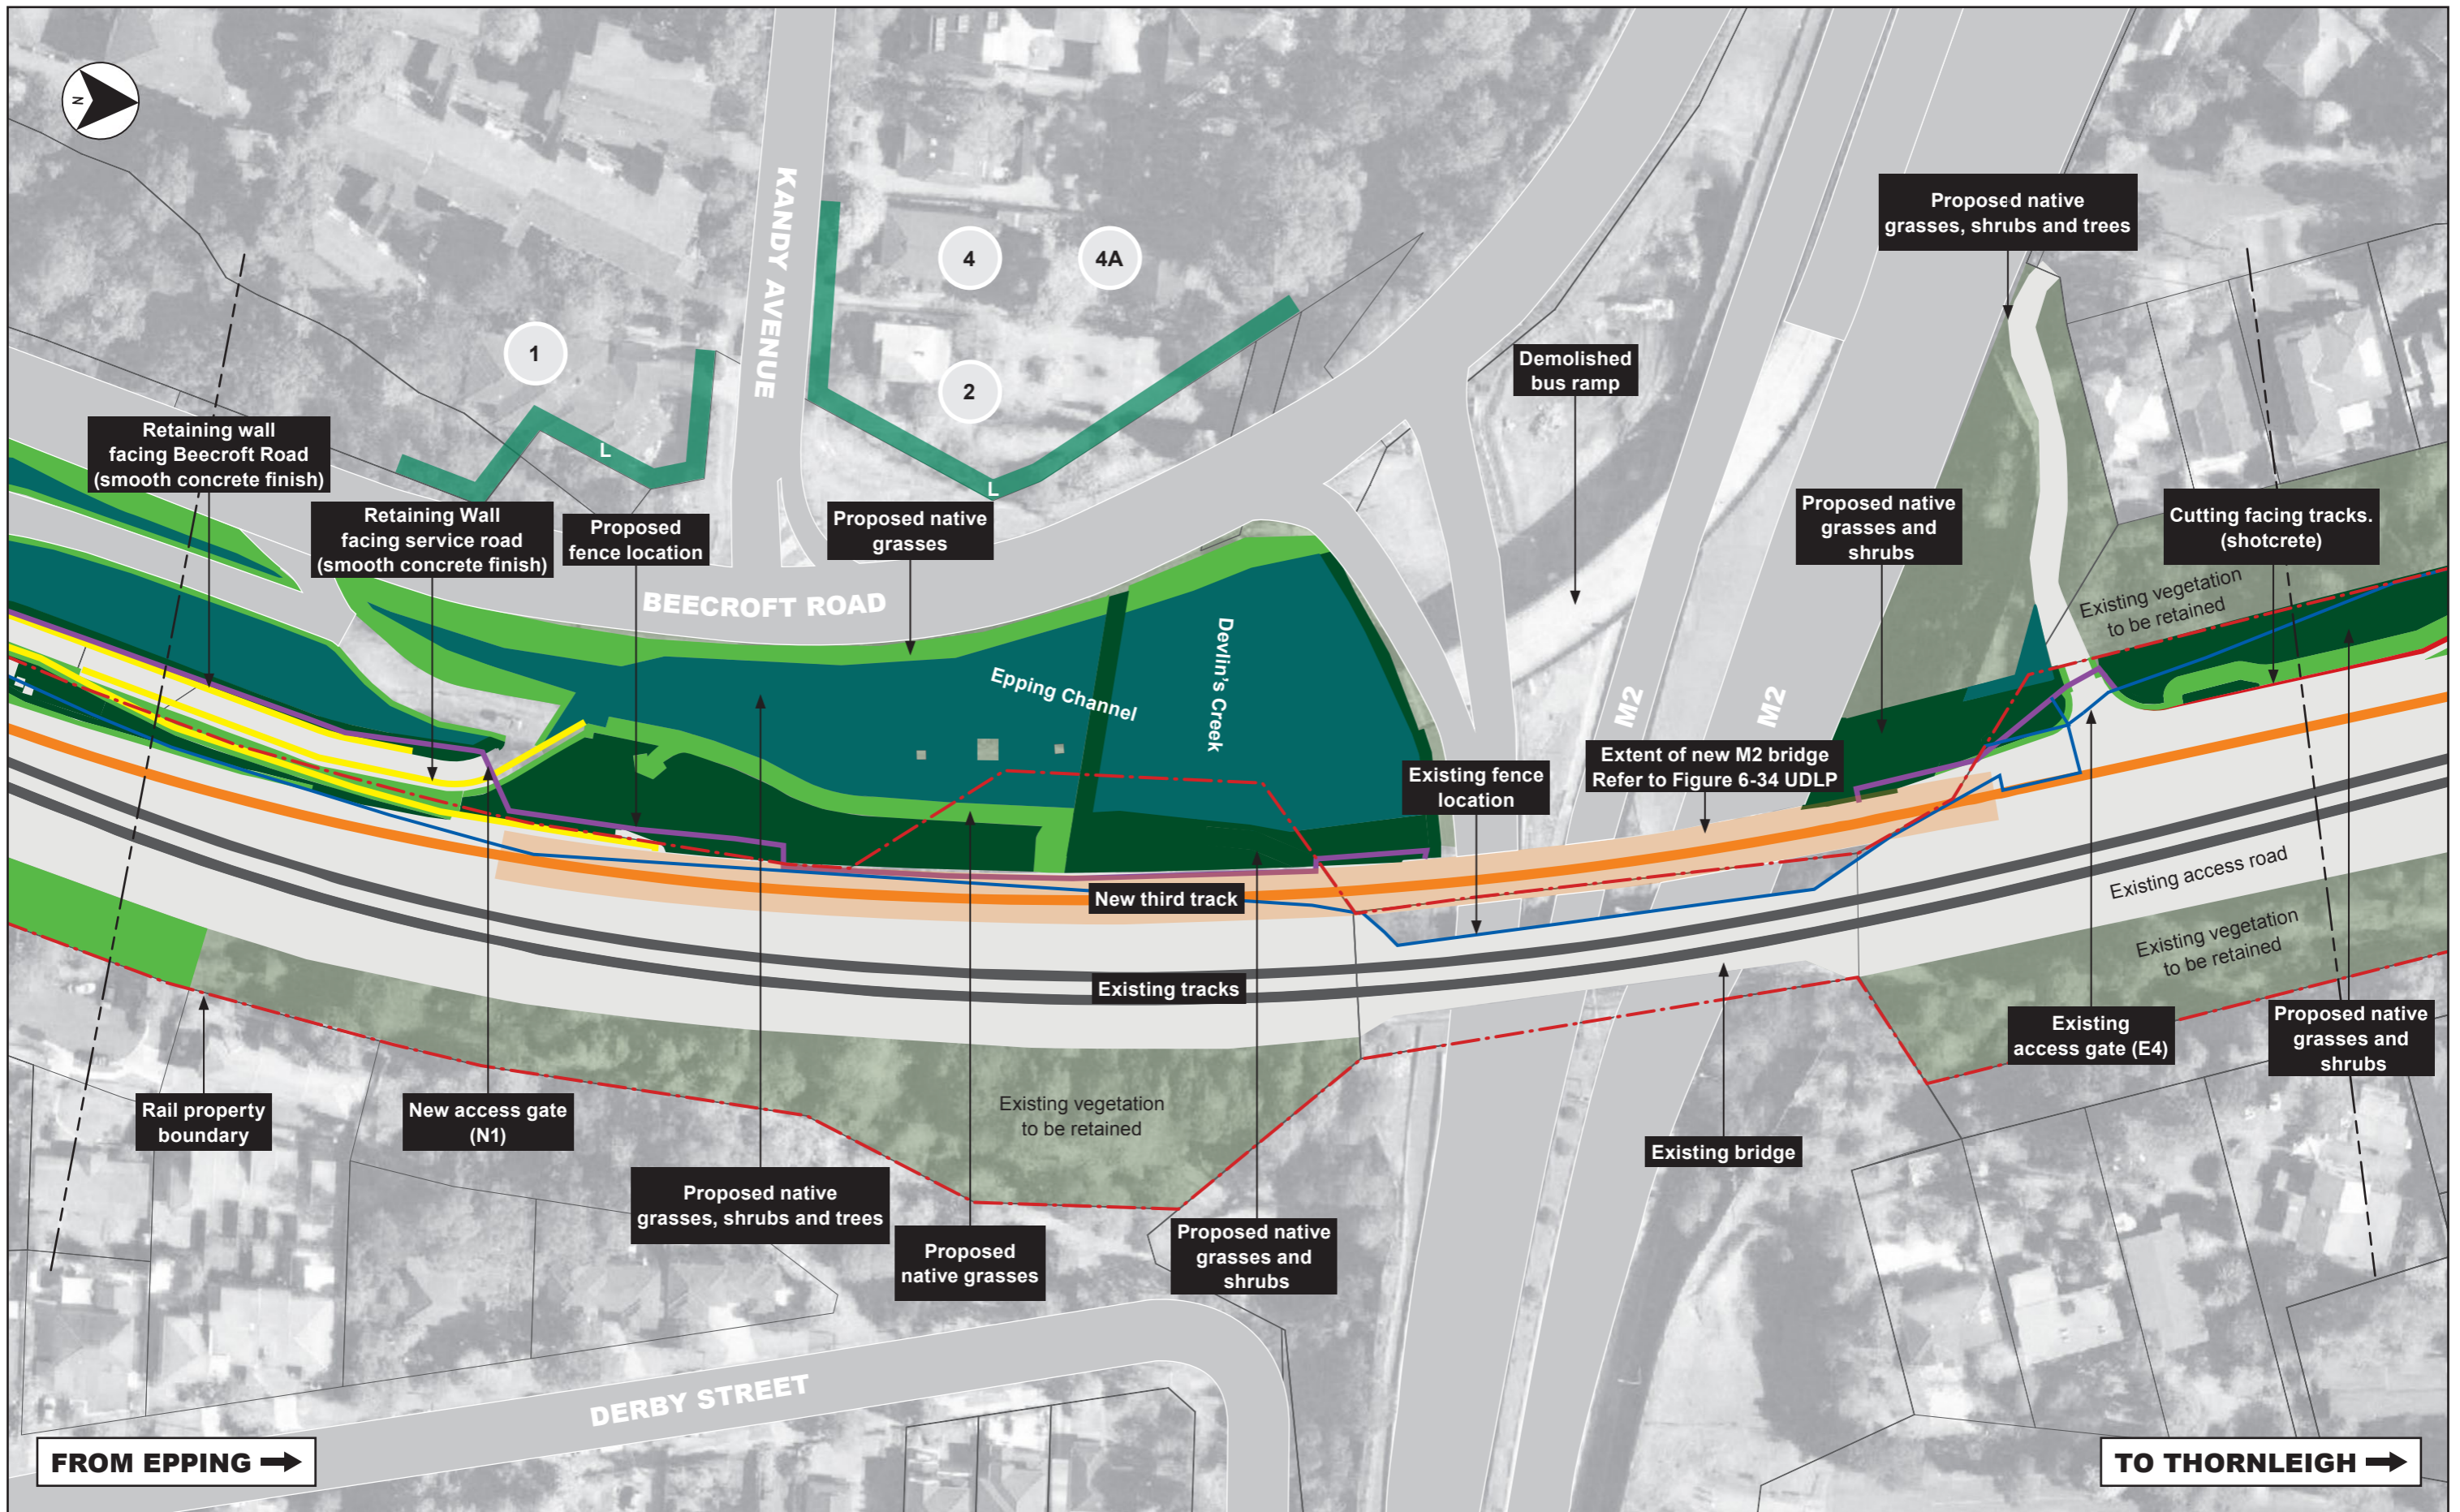 N
KANDY AVENUE
Proposed native
grasses, shrubs and trees
4
4A
1
2
Demolished
bus ramp
Retaining wall
facing Beecroft Road
(smooth concrete finish)
L
L
Retaining Wall
facing service road
(smooth concrete finish)
Proposed
fence location
Proposed native
grasses
Proposed native
grasses and
shrubs
Cutting facing tracks.
(shotcrete)
BEECROFT ROAD
Existing vegetation
to be retained
Epping Channel
Devlin's Creek
M2
M2
Existing fence
location
Extent of new M2 bridge
Refer to Figure 6-34 UDLP
New third track
Existing access road
Existing tracks
Existing vegetation
to be retained
Existing
access gate (E4)
Proposed native
grasses and
shrubs
Rail property
boundary
New access gate
(N1)
Existing vegetation
to be retained
Existing bridge
Proposed native
grasses, shrubs and trees
Proposed
native grasses
Proposed native
grasses and
shrubs
DERBY STREET
FROM EPPING
TO THORNLEIGH